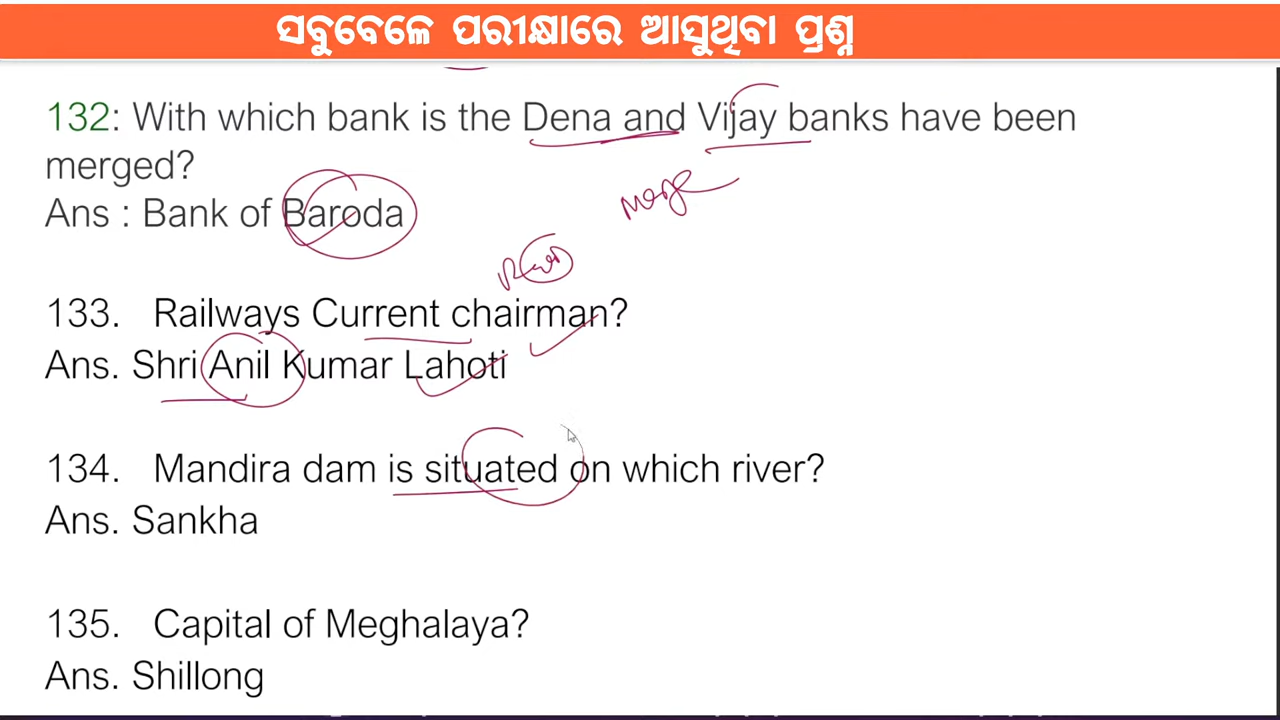 ସବୁବେଳେ ପରୀକ୍ଷାରେ ଆସୁଥିବା ପ୍ରଶ୍ନ
132: With which bank is the Dena and Vijay banks have been
merged?
Ans : Bank of Baroda
merge
133. Railways Current chairman?
Ans. Shri Anil Kumar Lahoti
134. Mandira dam is situated on which river?
Ans. Sankha
135. Capital of Meghalaya?
Ans. Shillong